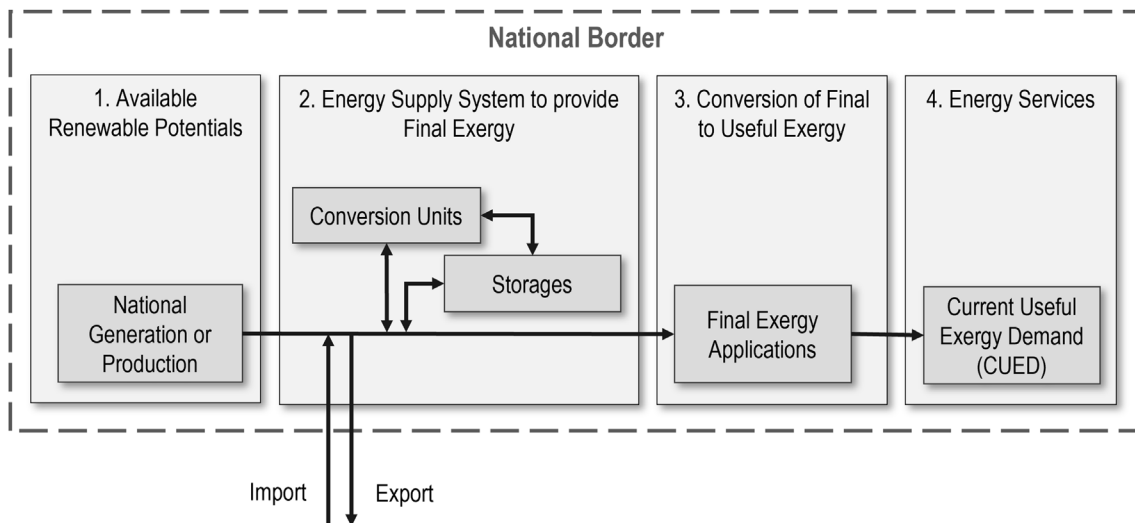 National Border
1. Available
Renewable Potentials
2. Energy Supply System to provide
Final Exergy
3. Conversion of Final
to Useful Exergy
4. Energy Services
Conversion Units
Storages
National
Generation or
Production
Final Exergy
Applications
Current Useful
Exergy Demand
(CUED)
Import
Export